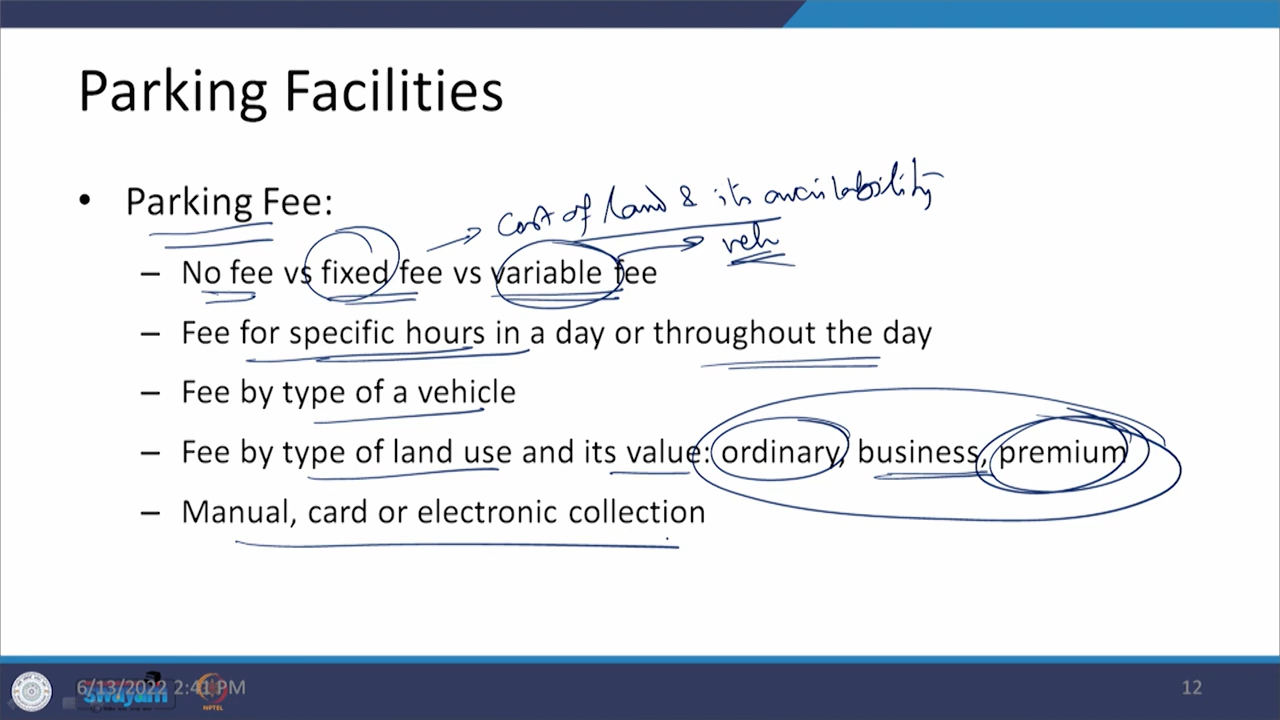 Parking Facilities
• Parking Fee:
cost of land & its availability
veh
– No fee vs fixed fee vs variable fee
– Fee for specific hours in a day or throughout the day
– Fee by type of a vehicle
– Fee by type of land use and its value: ordinary, business, premium
– Manual, card or electronic collection
6/13/2022 2:41 PM
swayam
NPTEL
12